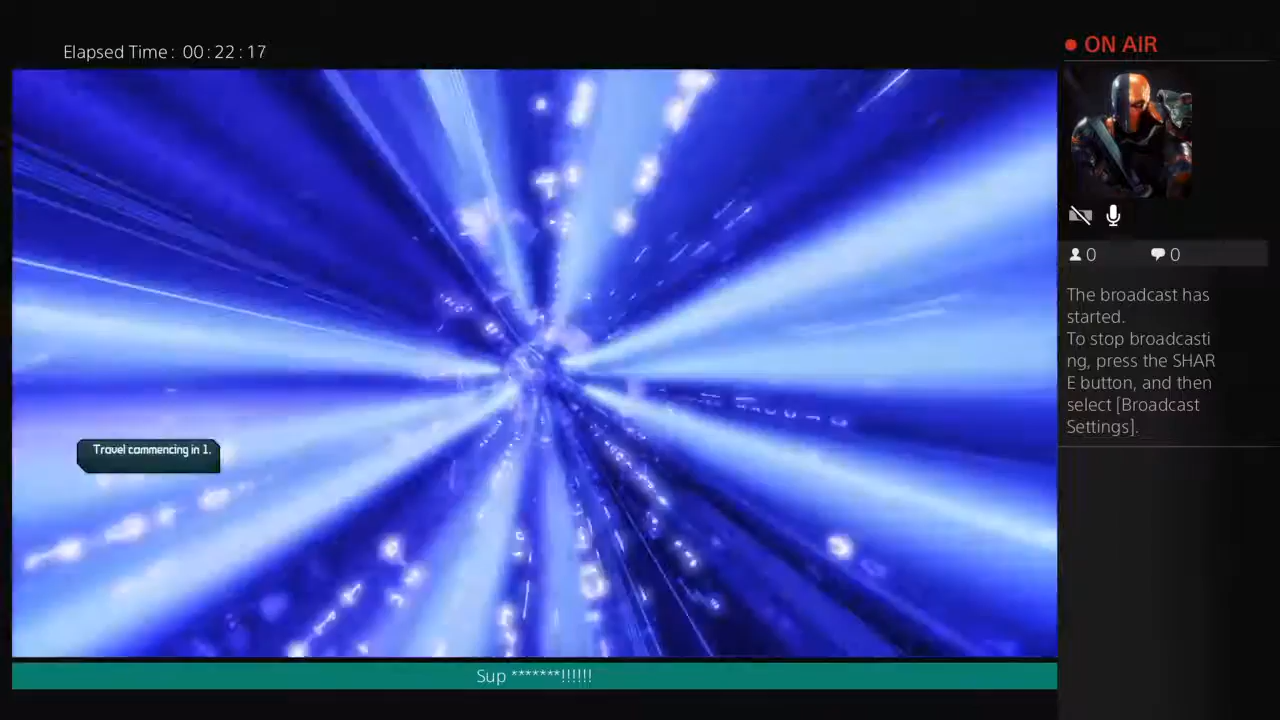 Elapsed Time: 00:22:17
ON AIR
0 0
The broadcast has
started.
To stop broadcasti
ng, press the SHAR
E button, and then
select [Broadcast
Settings].
Travel commencing in 1.
Sup *******!!!!!!